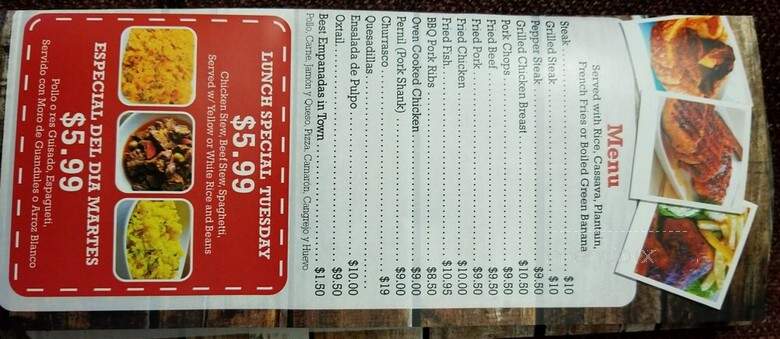 Menu
Served with Rice, Cassava, Plantain,
French Fries or Boiled Green Banana
Steak .......... $10
Grilled Steak .......... $10
Pepper Steak .......... $9.50
Grilled Chicken Breast .......... $10.50
Pork Chops .......... $9.50
Fried Beef .......... $9.50
Fried Pork .......... $9.50
Fried Chicken .......... $10.00
Fried Fish .......... $10.95
BBQ Pork Ribs .......... $8.50
Oven Cooked Chicken .......... $9.00
Pernil (Pork Shank) .......... $9.00
Churrasco .......... $19
Quesadillas ..........
Ensalada de Pulpo .......... $10.00
Oxtail .......... $9.50
Best Empanadas in Town .......... $1.50
Pollo, Carne, Jamon y Queso, Pizza, Camaron, Cangrejo y Huevo
LUNCH SPECIAL TUESDAY
$5.99
Chicken Stew, Beef Stew, Spaghetti,
Served w/ Yellow or White Rice and Beans
ESPECIAL DEL DIA MARTES
$5.99
Pollo o res Guisado, Espagueti,
Servido con Moro de Guandules o Arroz Blanco